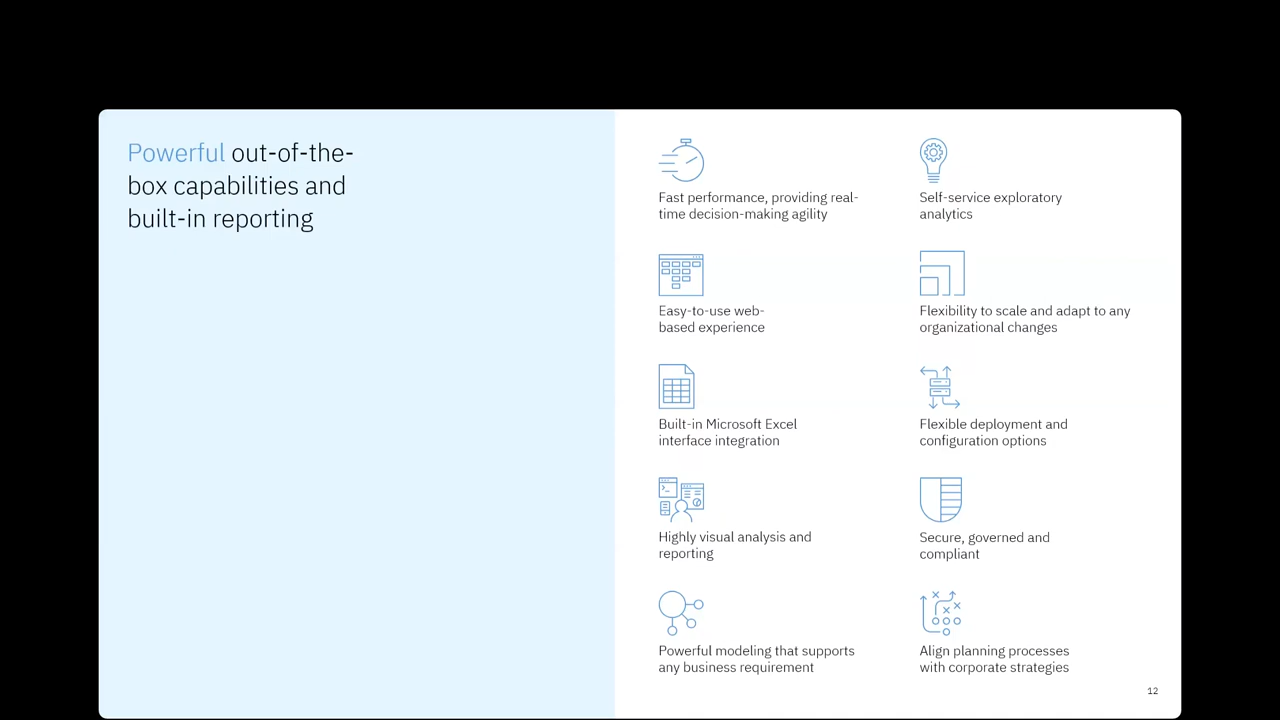 Powerful out-of-the-
box capabilities and
built-in reporting
Fast performance, providing real-
time decision-making agility
Self-service exploratory
analytics
Easy-to-use web-
based experience
Flexibility to scale and adapt to any
organizational changes
Built-in Microsoft Excel
interface integration
Flexible deployment and
configuration options
Highly visual analysis and
reporting
Secure, governed and
compliant
Powerful modeling that supports
any business requirement
Align planning processes
with corporate strategies
12